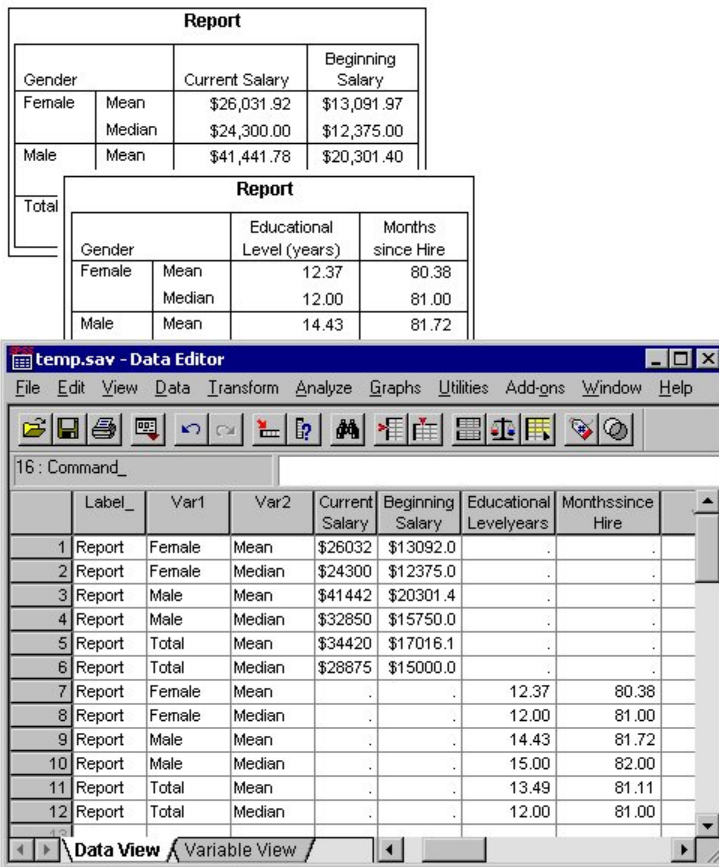 Report
Gender Current Salary Beginning Salary
Female Mean $26,031.92 $13,091.97
Median $24,300.00 $12,375.00
Male Mean $41,441.78 $20,301.40
Total
Report
Gender Educational Level (years) Months since Hire
Female Mean 12.37 80.38
Median 12.00 81.00
Male Mean 14.43 81.72
temp.sav - Data Editor
File Edit View Data Transform Analyze Graphs Utilities Add-ons Window Help
16 : Command_
Label_ Var1 Var2 Current Salary Beginning Salary Educational Levelyears Monthssince Hire
1 Report Female Mean $26032 $13092.0 . .
2 Report Female Median $24300 $12375.0 . .
3 Report Male Mean $41442 $20301.4 . .
4 Report Male Median $32850 $15750.0 . .
5 Report Total Mean $34420 $17016.1 . .
6 Report Total Median $28875 $15000.0 . .
7 Report Female Mean . . 12.37 80.38
8 Report Female Median . . 12.00 81.00
9 Report Male Mean . . 14.43 81.72
10 Report Male Median . . 15.00 82.00
11 Report Total Mean . . 13.49 81.11
12 Report Total Median . . 12.00 81.00
Data View Variable View